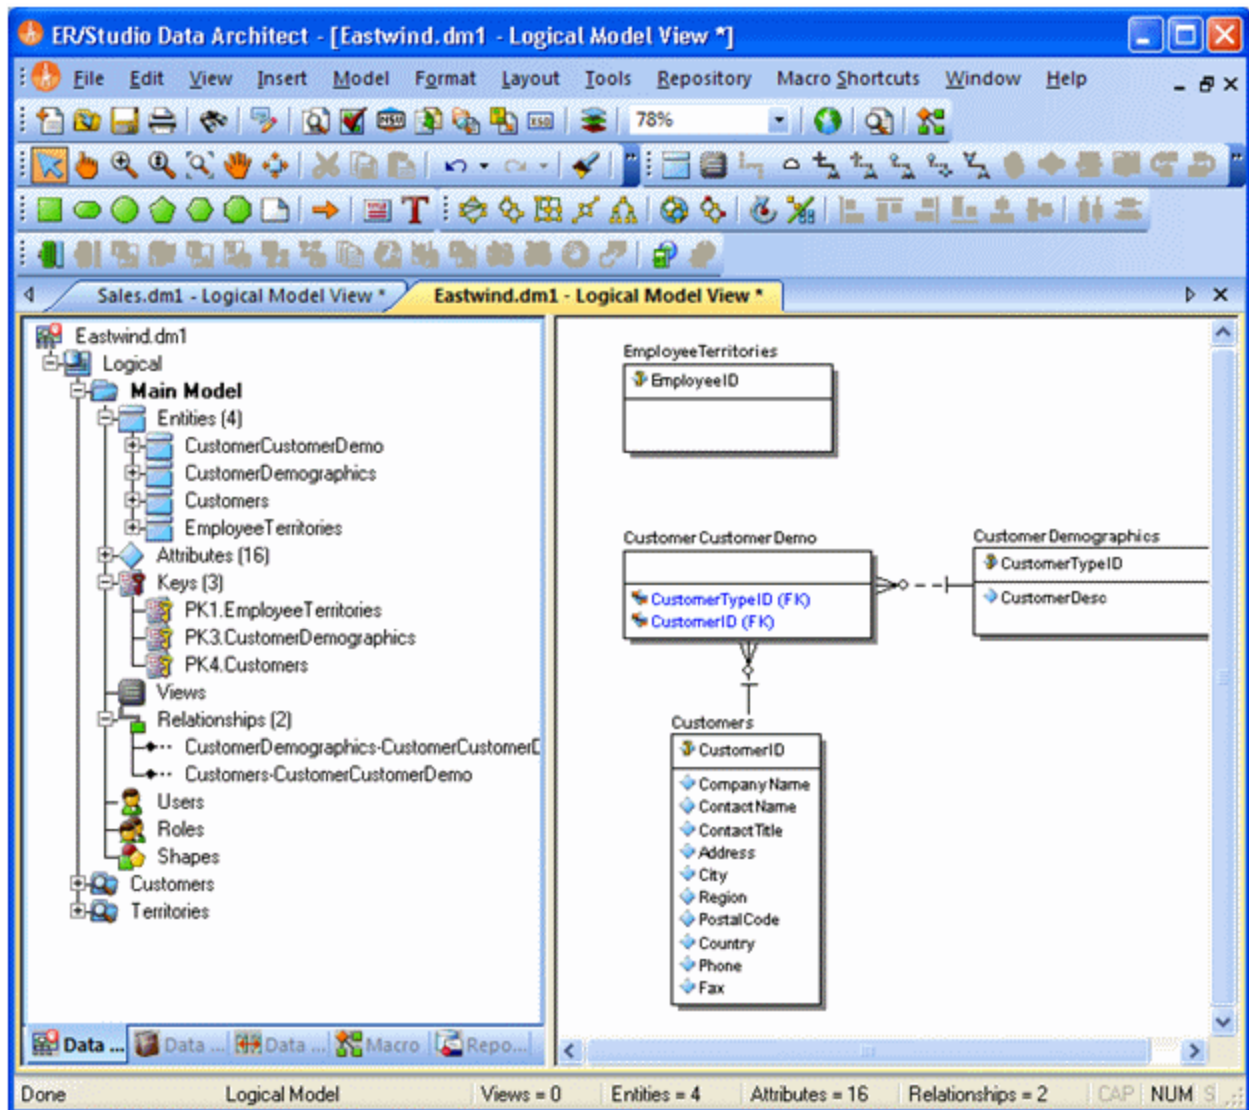 ER/Studio Data Architect - [Eastwind.dm1 - Logical Model View *]
File Edit View Insert Model Format Layout Tools Repository Macro Shortcuts Window Help
78%
Sales.dm1 - Logical Model View *
Eastwind.dm1 - Logical Model View *
Eastwind.dm1
Logical
Main Model
Entities (4)
CustomerCustomerDemo
CustomerDemographics
Customers
EmployeeTerritories
Attributes (16)
Keys (3)
PK1.EmployeeTerritories
PK3.CustomerDemographics
PK4.Customers
Views
Relationships (2)
CustomerDemographics-CustomerCustomerD
Customers-CustomerCustomerDemo
Users
Roles
Shapes
Customers
Territories
Data ... Data ... Data ... Macro Repo...
EmployeeTerritories
EmployeeID
CustomerCustomerDemo
CustomerTypeID (FK)
CustomerID (FK)
CustomerDemographics
CustomerTypeID
CustomerDesc
Customers
CustomerID
CompanyName
ContactName
ContactTitle
Address
City
Region
PostalCode
Country
Phone
Fax
Done Logical Model Views = 0 Entities = 4 Attributes = 16 Relationships = 2 CAP NUM S